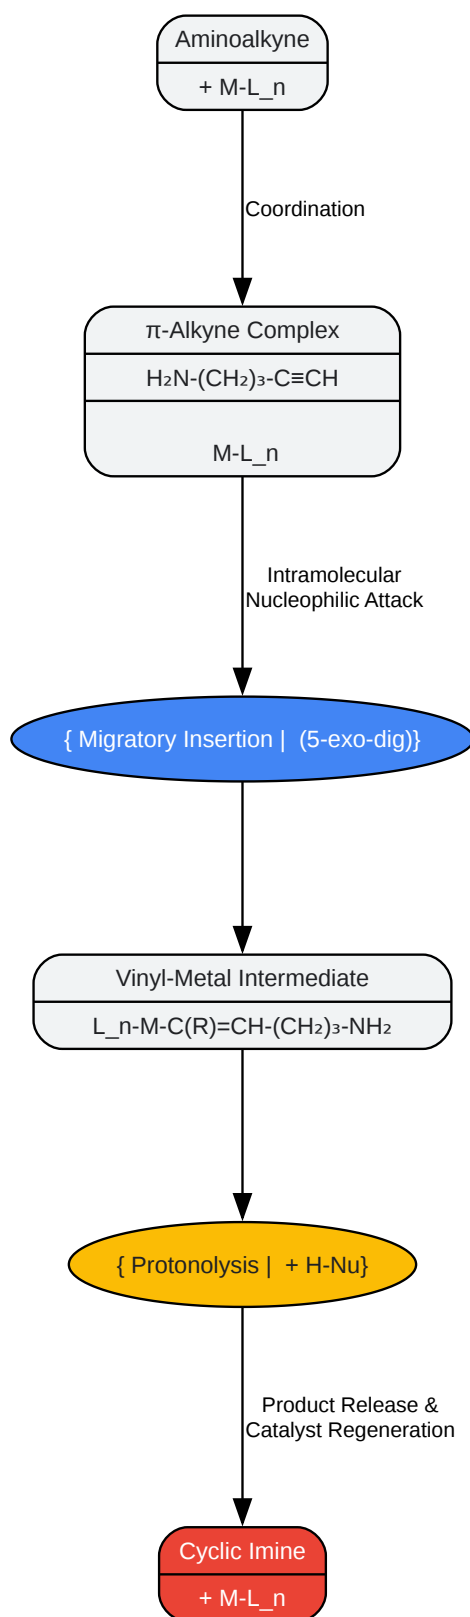 Aminoalkyne
+ M-L_n
Coordination
π-Alkyne Complex
H₂N-(CH₂)₃-C≡CH
M-L_n
Intramolecular
Nucleophilic Attack
{ Migratory Insertion |  (5-exo-dig)}
Vinyl-Metal Intermediate
L_n-M-C(R)=CH-(CH₂)₃-NH₂
{ Protonolysis |  + H-Nu}
Product Release &
Catalyst Regeneration
Cyclic Imine
+ M-L_n